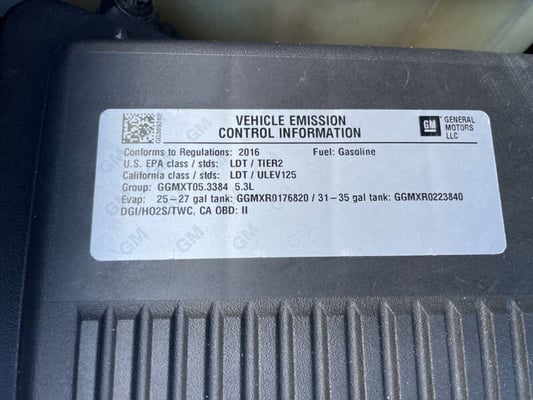 VEHICLE EMISSION
CONTROL INFORMATION
GM GENERAL MOTORS LLC
Conforms to Regulations: 2016 Fuel: Gasoline
U.S. EPA class / stds: LDT / TIER2
California class / stds: LDT / ULEV125
Group: GGMXT05.3384 5.3L
Evap: 25-27 gal tank: GGMXR0176820 / 31-35 gal tank: GGMXR0223840
DGI/HO2S/TWC, CA OBD: II